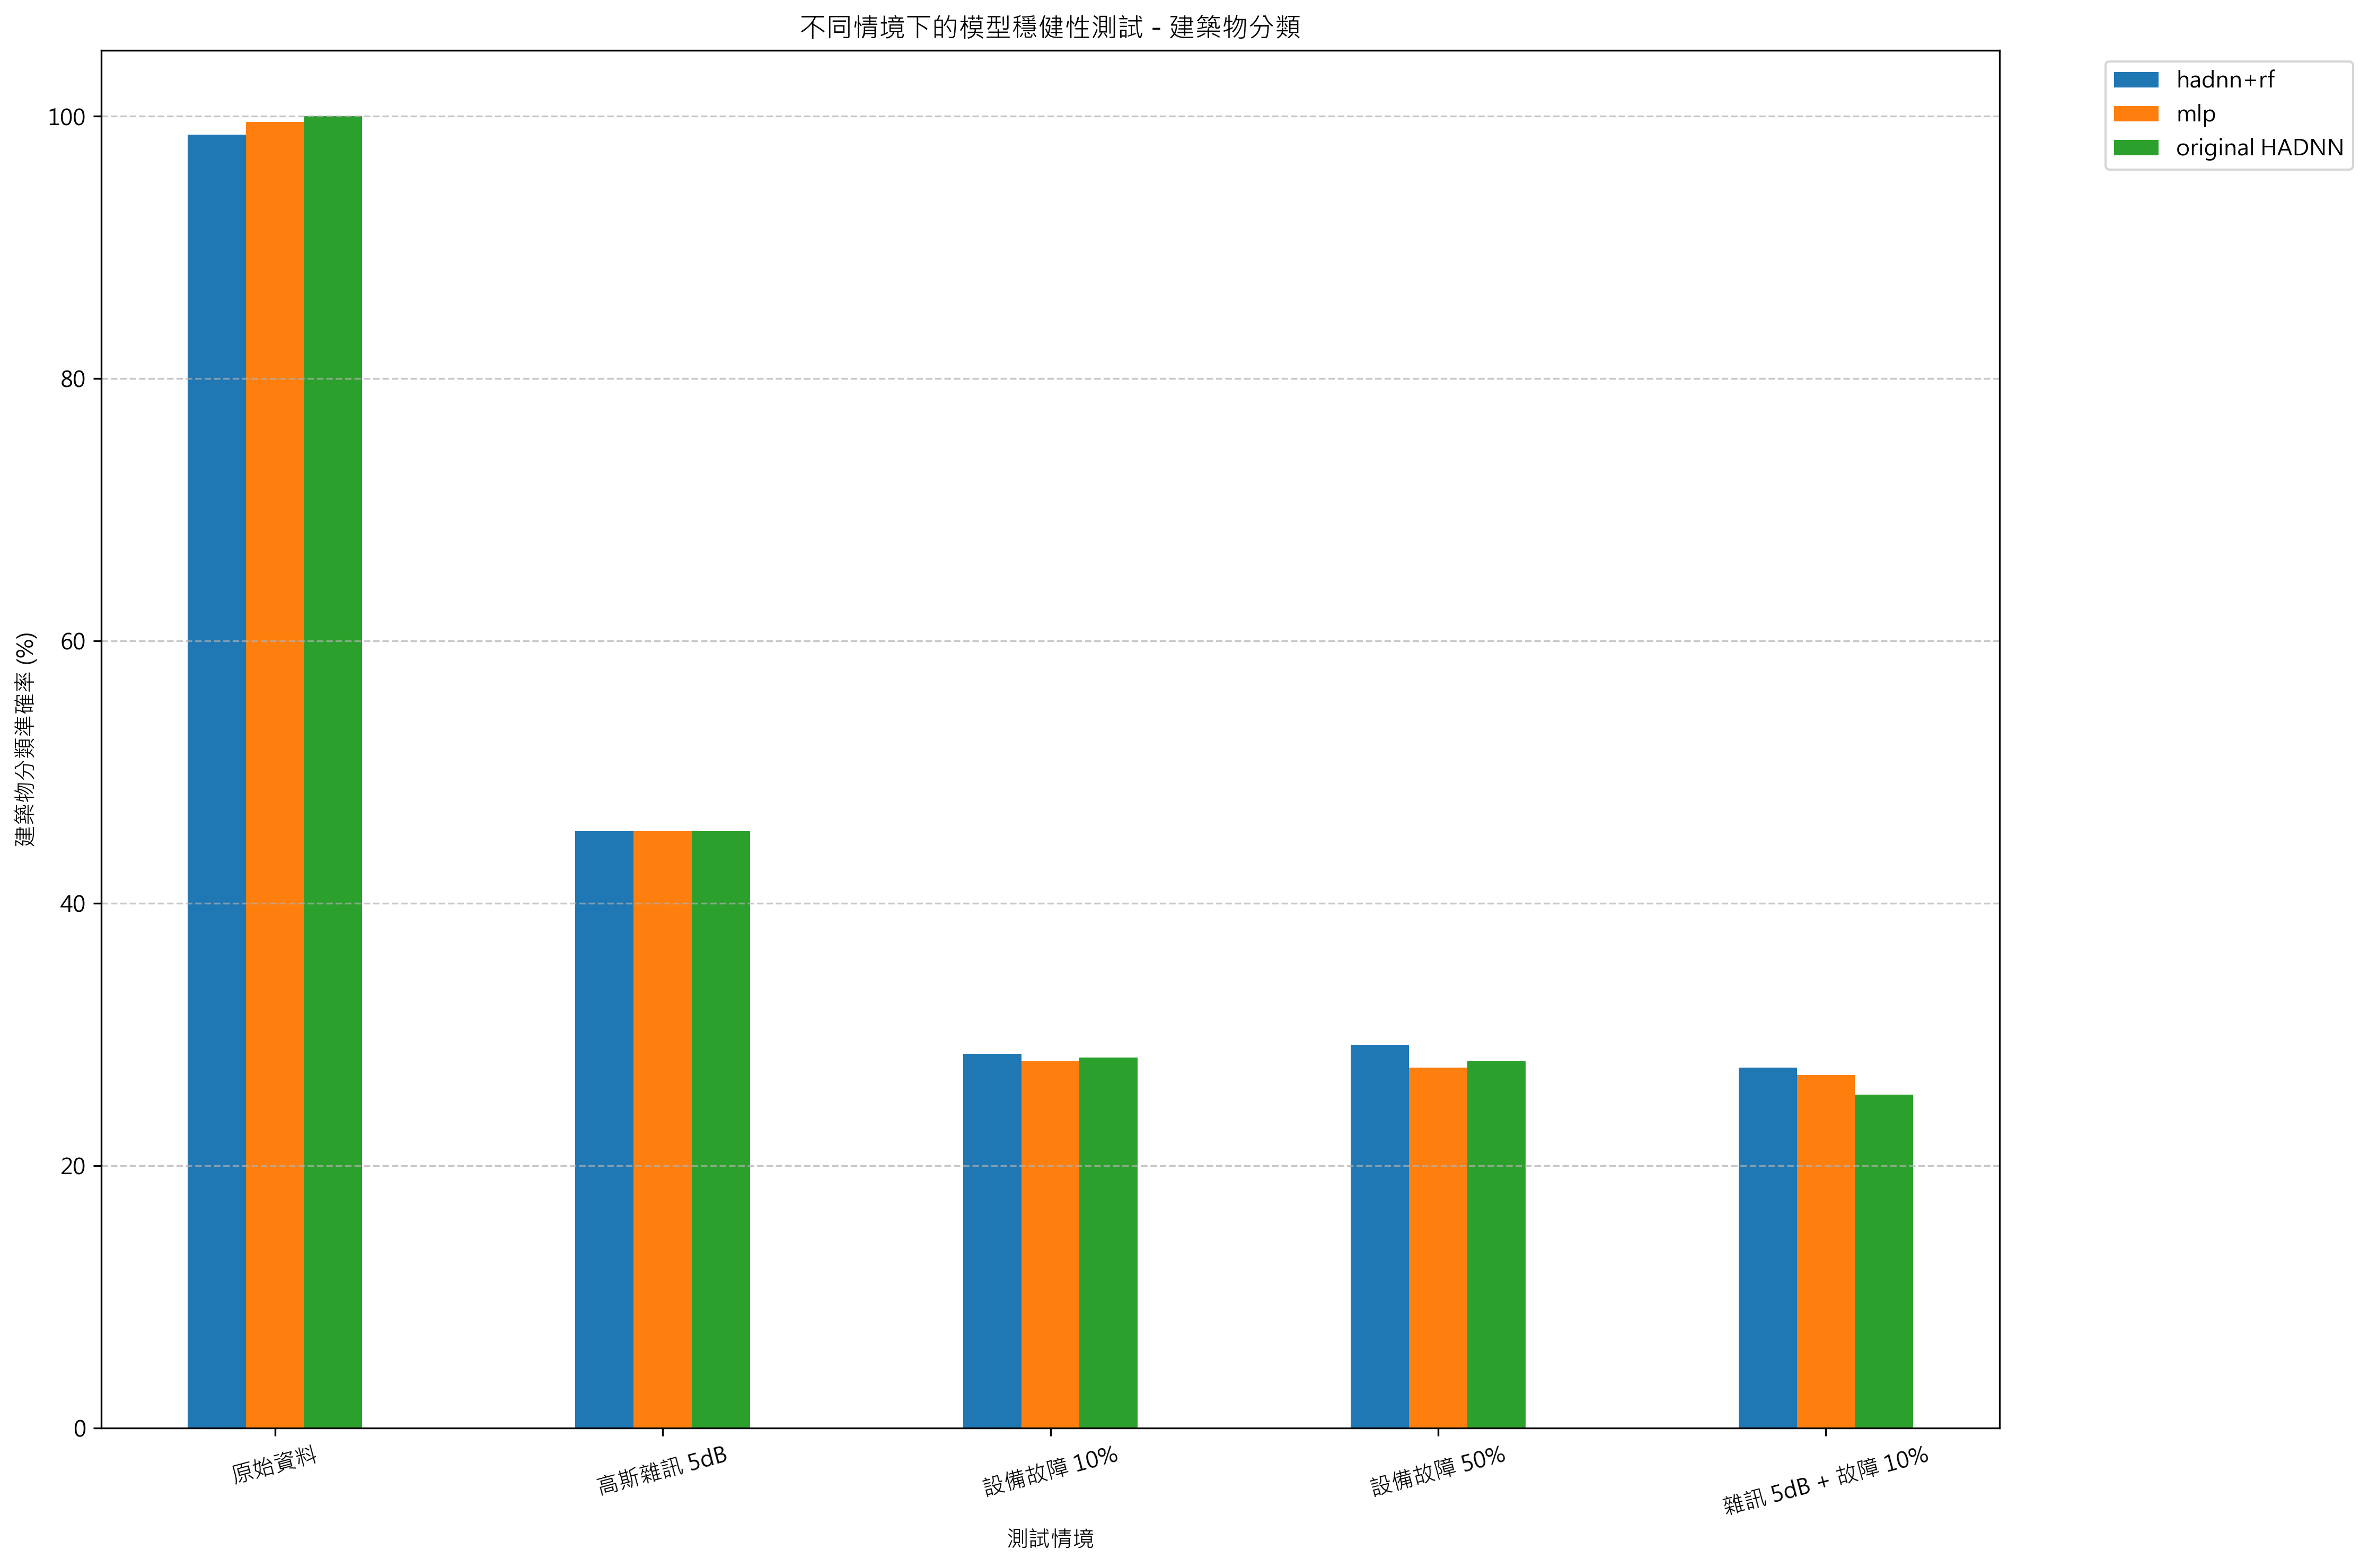 不同情境下的模型穩健性測試 - 建築物分類
hadnn+rf
mlp
original HADNN
建築物分類準確率 (%)
100
80
60
40
20
0
原始資料
高斯雜訊 5dB
設備故障 10%
設備故障 50%
雜訊 5dB + 故障 10%
測試情境